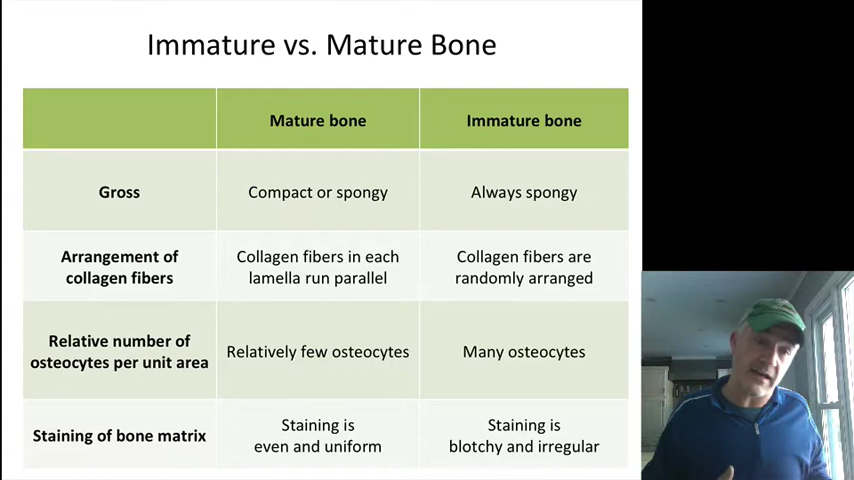 Immature vs. Mature Bone
Mature bone
Immature bone
Gross
Compact or spongy
Always spongy
Arrangement of
collagen fibers
Collagen fibers in each
lamella run parallel
Collagen fibers are
randomly arranged
Relative number of
osteocytes per unit area
Relatively few osteocytes
Many osteocytes
Staining of bone matrix
Staining is
even and uniform
Staining is
blotchy and irregular